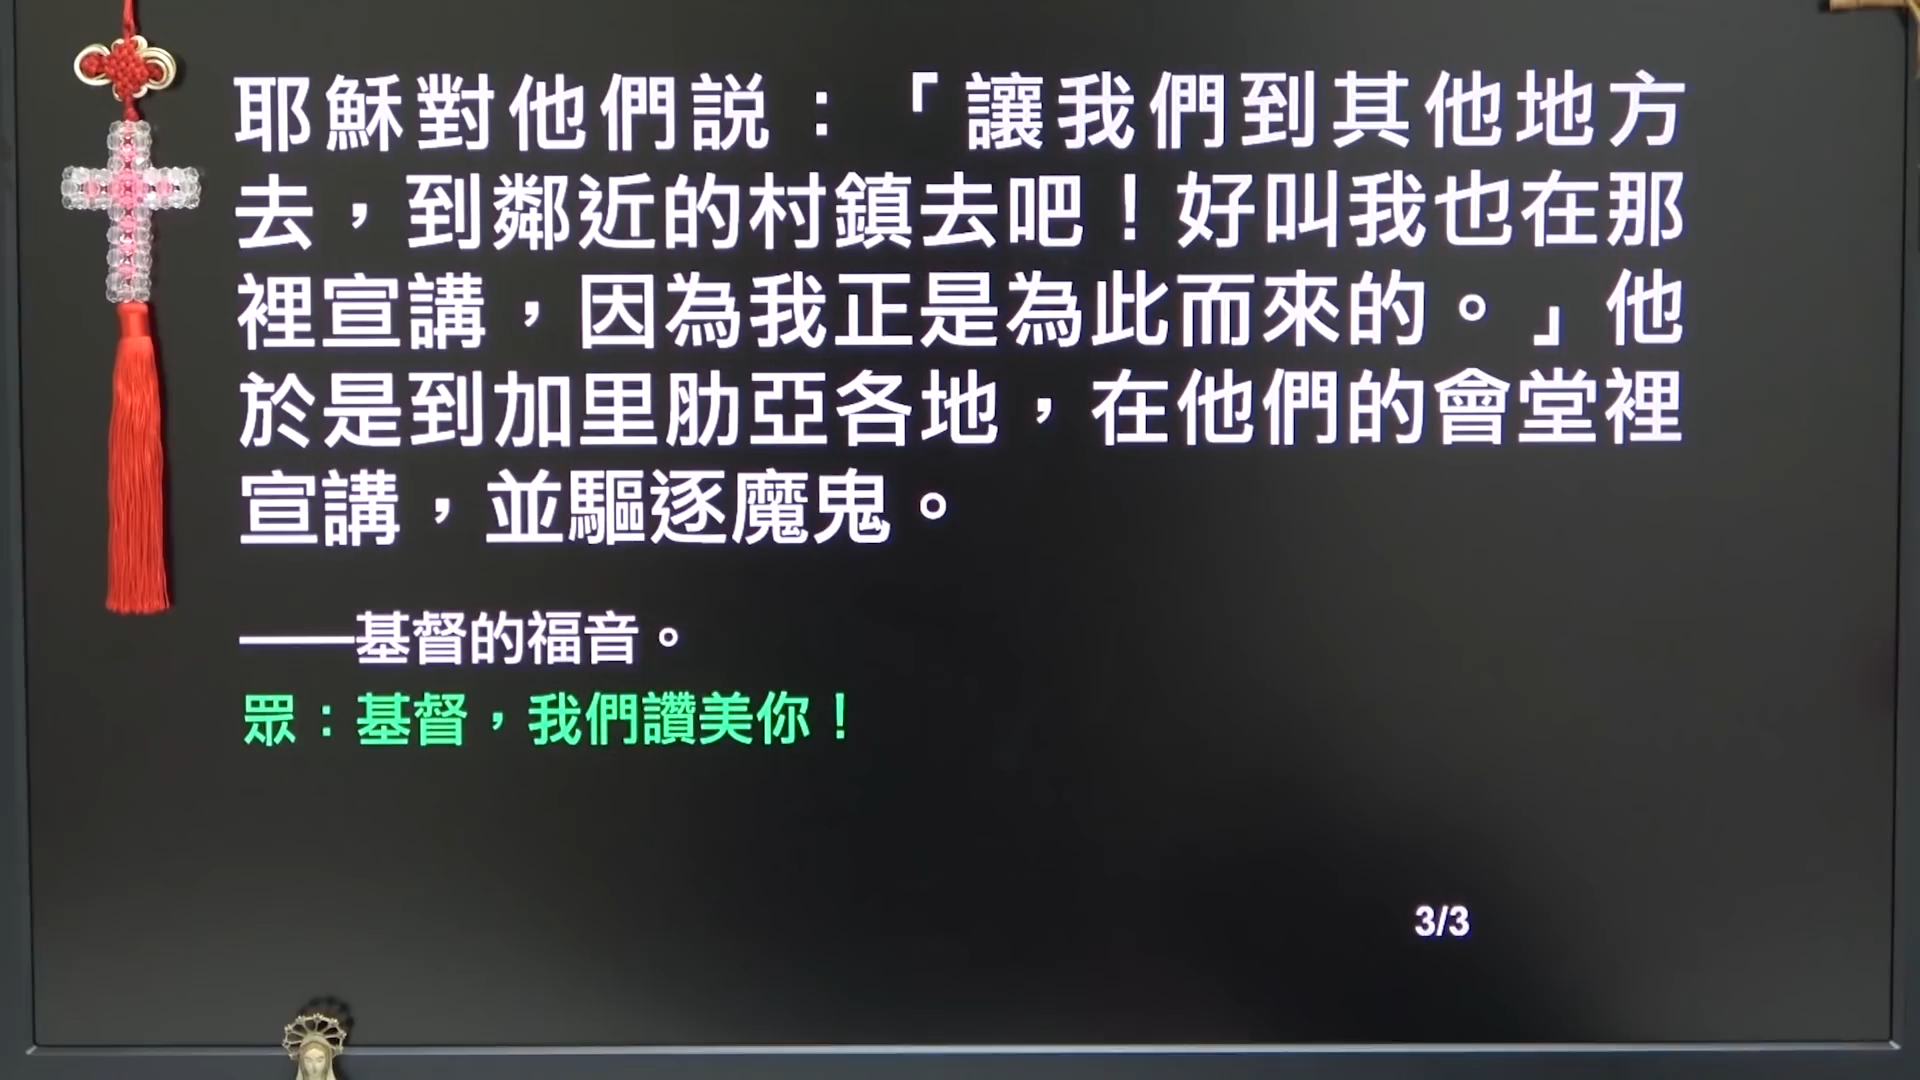 耶穌對他們説：「讓我們到其他地方
去，到鄰近的村鎮去吧！好叫我也在那
裡宣講，因為我正是為此而來的。」他
於是到加里肋亞各地，在他們的會堂裡
宣講，並驅逐魔鬼。
——基督的福音。
眾：基督，我們讚美你！
3/3